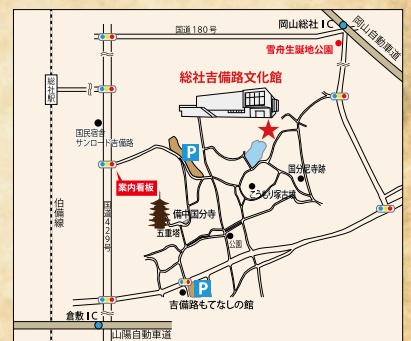 岡山総社IC
国道180号
岡山自動車道
雪舟生誕地公園
総社吉備路文化館
総社駅
国民宿舎
サンロード吉備路
P
国分尼寺跡
案内看板
こうもり塚古墳
備中国分寺
五重塔
伯備線
国道429号
公園
P
吉備路もてなしの館
倉敷IC
山陽自動車道